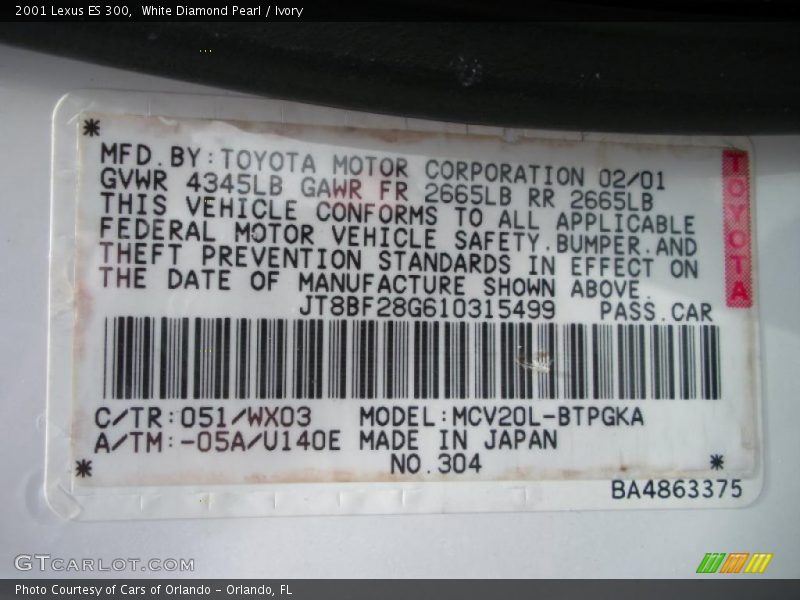 2001 Lexus ES 300,  White Diamond Pearl / Ivory
MFD. BY: TOYOTA MOTOR CORPORATION 02/01
GVWR 4345LB GAWR FR 2665LB RR 2665LB
THIS VEHICLE CONFORMS TO ALL APPLICABLE
FEDERAL MOTOR VEHICLE SAFETY.BUMPER.AND
THEFT PREVENTION STANDARDS IN EFFECT ON
THE DATE OF MANUFACTURE SHOWN ABOVE.
JT8BF28G610315499 PASS.CAR
TOYOTA
C/TR:051/WX03 MODEL:MCV20L-BTPGKA
A/TM:-05A/U140E MADE IN JAPAN
NO.304
BA4863375
GTCARLOT.COM
Photo Courtesy of Cars of Orlando - Orlando, FL